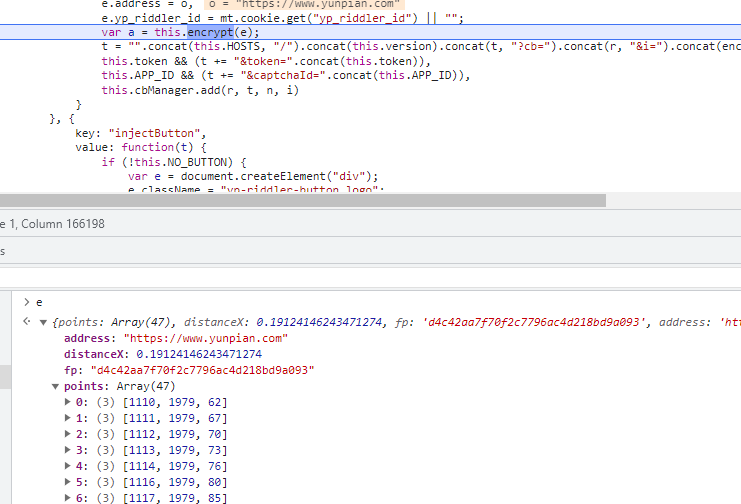 e.address = o, o = "https://www.yunpian.com"
e.yp_riddler_id = mt.cookie.get("yp_riddler_id") || "";
var a = this.encrypt(e);
t = "".concat(this.HOSTS, "/").concat(this.version).concat(t, "?cb=").concat(r, "&i=").concat(enc
this.token && (t += "&token=".concat(this.token)),
this.APP_ID && (t += "&captchaId=".concat(this.APP_ID)),
this.cbManager.add(r, t, n, i)
}
}, {
key: "injectButton",
value: function(t) {
if (!this.NO_BUTTON) {
var e = document.createElement("div");
e.className = "yp-riddler-button logo";
e 1, Column 166198
s
> e
< ▼ {points: Array(47), distanceX: 0.19124146243471274, fp: 'd4c42aa7f70f2c7796ac4d218bd9a093', address: 'htt
address: "https://www.yunpian.com"
distanceX: 0.19124146243471274
fp: "d4c42aa7f70f2c7796ac4d218bd9a093"
▼ points: Array(47)
▶ 0: (3) [1110, 1979, 62]
▶ 1: (3) [1111, 1979, 67]
▶ 2: (3) [1112, 1979, 70]
▶ 3: (3) [1113, 1979, 73]
▶ 4: (3) [1114, 1979, 76]
▶ 5: (3) [1116, 1979, 80]
▶ 6: (3) [1117, 1979, 85]